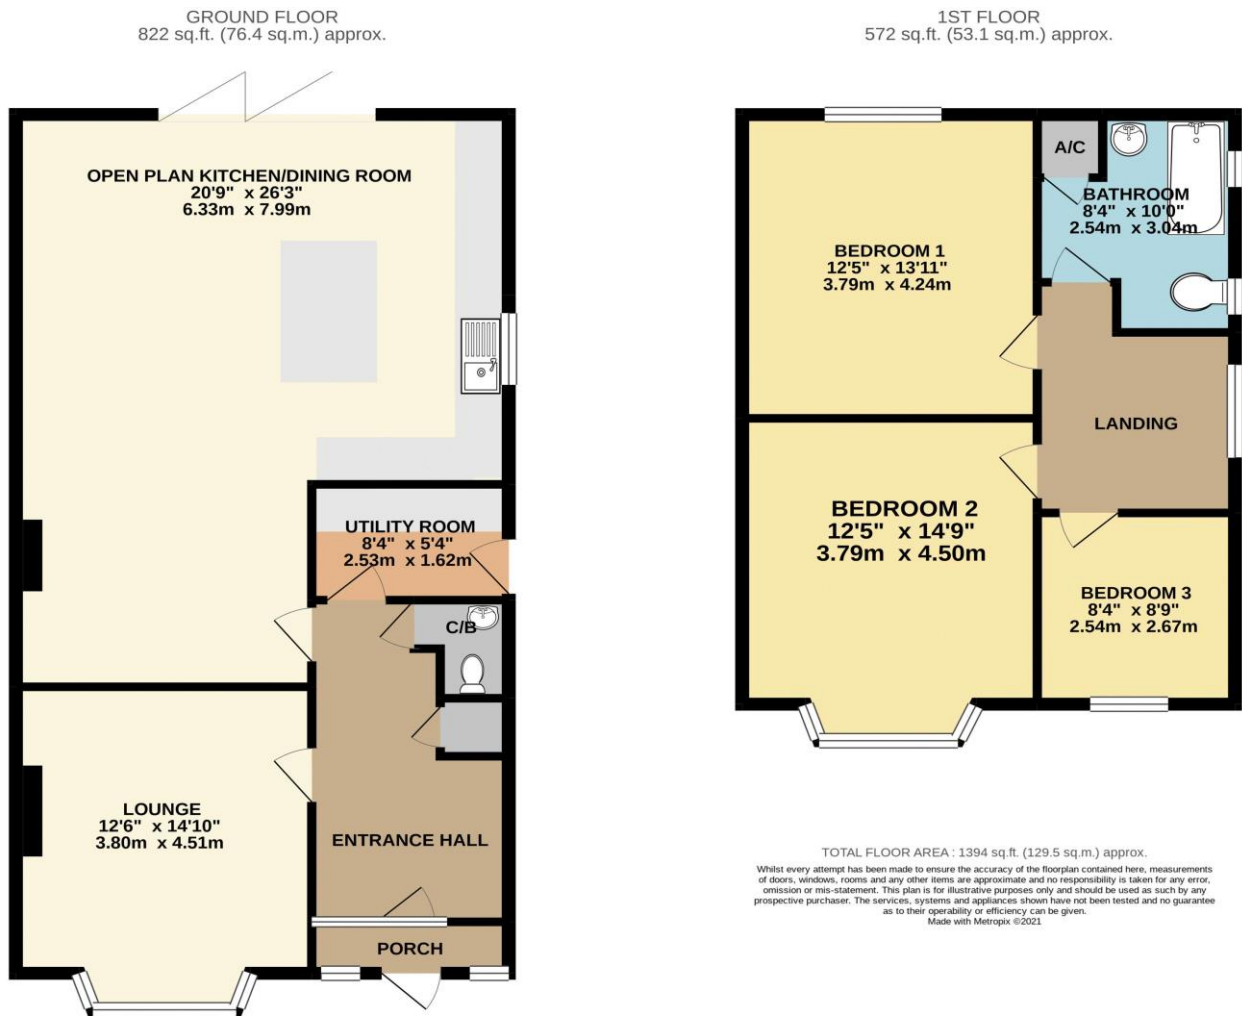 GROUND FLOOR
822 sq.ft. (76.4 sq.m.) approx.
OPEN PLAN KITCHEN/DINING ROOM
20'9" x 26'3"
6.33m x 7.99m
UTILITY ROOM
8'4" x 5'4"
2.53m x 1.62m
C/B
LOUNGE
12'6" x 14'10"
3.80m x 4.51m
ENTRANCE HALL
PORCH
1ST FLOOR
572 sq.ft. (53.1 sq.m.) approx.
A/C
BATHROOM
8'4" x 10'0"
2.54m x 3.04m
BEDROOM 1
12'5" x 13'11"
3.79m x 4.24m
LANDING
BEDROOM 2
12'5" x 14'9"
3.79m x 4.50m
BEDROOM 3
8'4" x 8'9"
2.54m x 2.67m
TOTAL FLOOR AREA : 1394 sq.ft. (129.5 sq.m.) approx.
Whilst every attempt has been made to ensure the accuracy of the floorplan contained here, measurements
of doors, windows, rooms and any other items are approximate and no responsibility is taken for any error,
omission or mis-statement. This plan is for illustrative purposes only and should be used as such by any
prospective purchaser. The services, systems and appliances shown have not been tested and no guarantee
as to their operability or efficiency can be given.
Made with Metropix ©2021